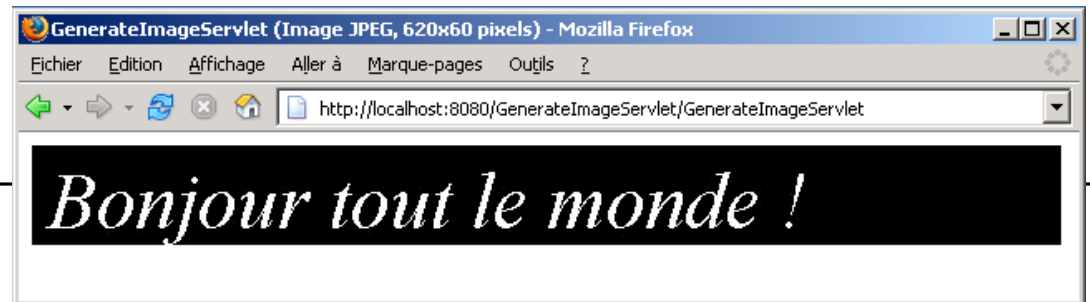 GenerateImageServlet (Image JPEG, 620x60 pixels) - Mozilla Firefox
Fichier Edition Affichage Aller à Marque-pages Outils ?
http://localhost:8080/GenerateImageServlet/GenerateImageServlet
Bonjour tout le monde !